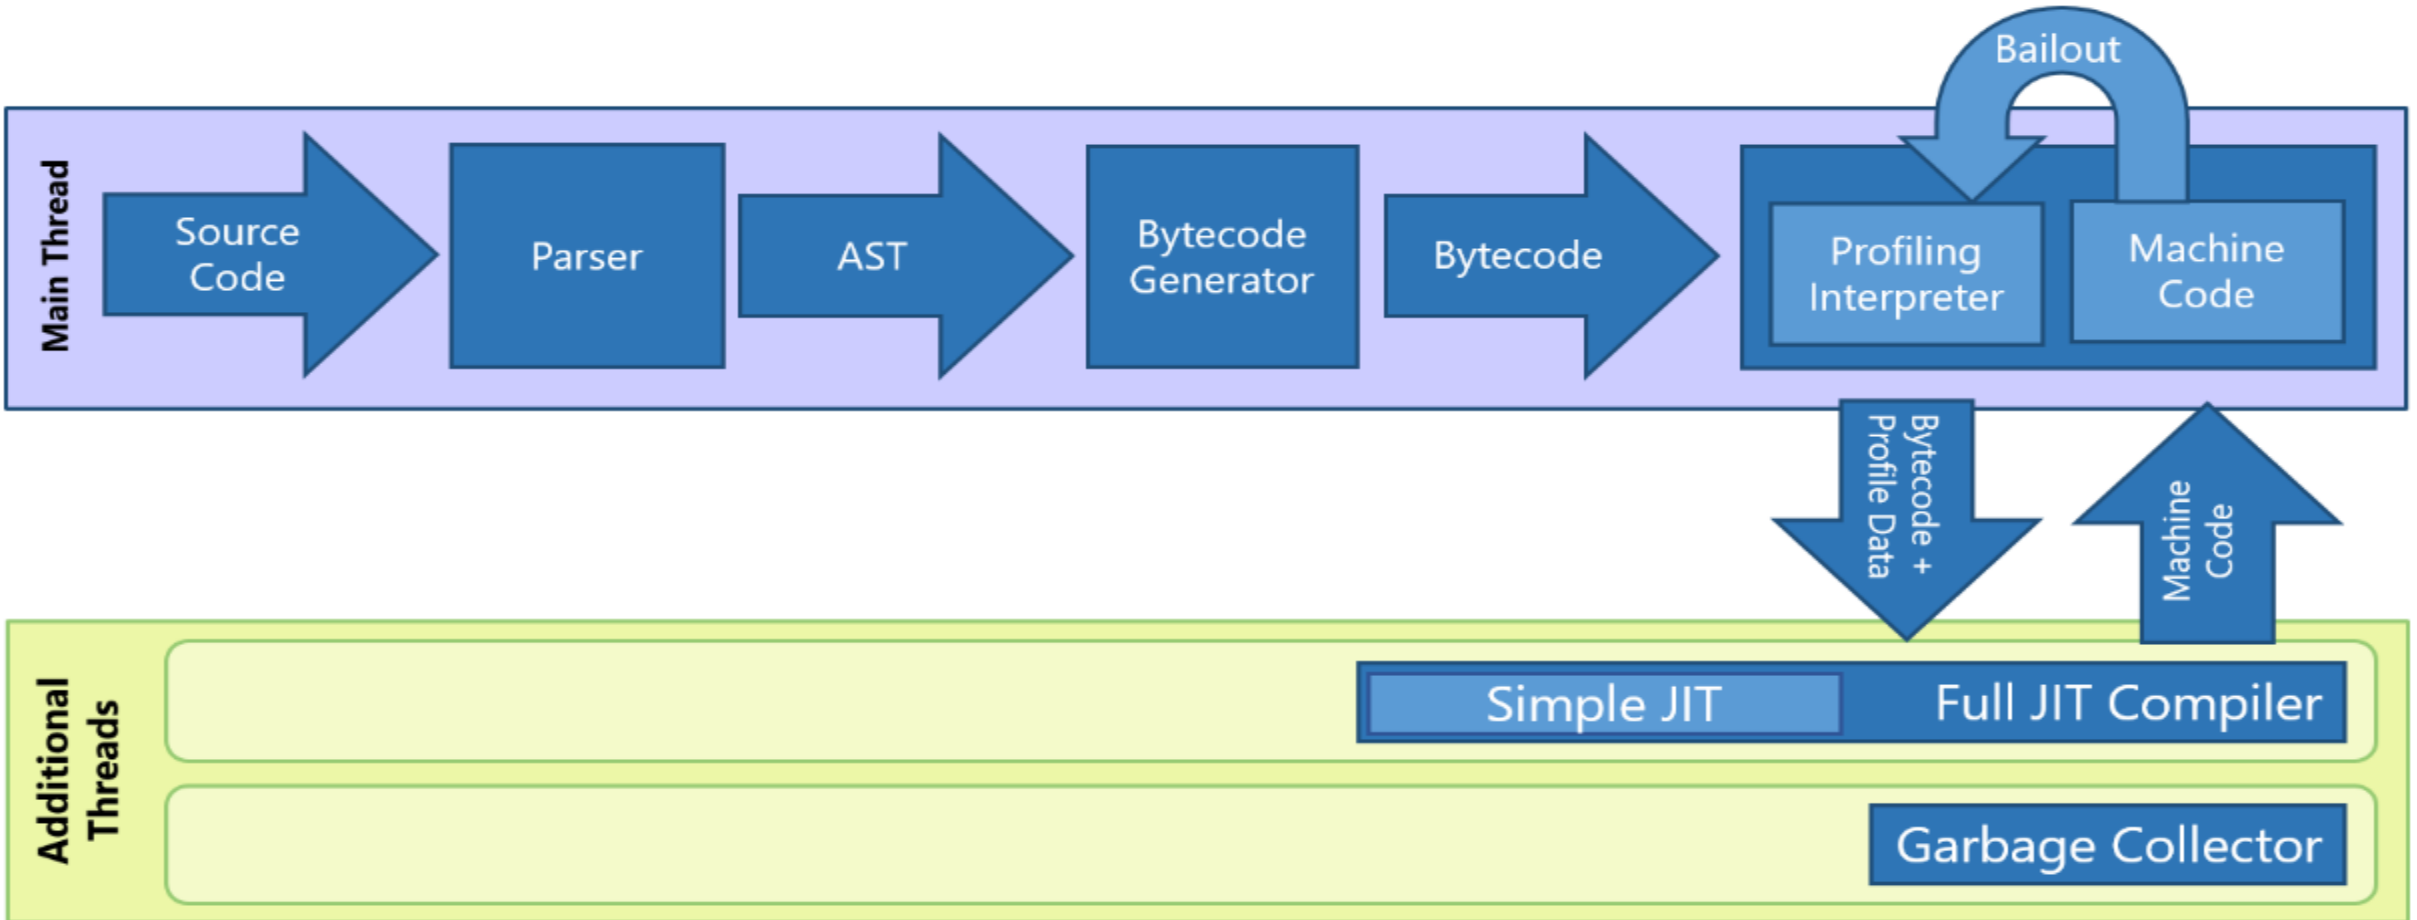 Bailout
Main Thread
Source
Code
Parser
AST
Bytecode
Generator
Bytecode
Profiling
Interpreter
Machine
Code
Bytecode +
Profile Data
Machine
Code
Additional
Threads
Simple JIT
Full JIT Compiler
Garbage Collector